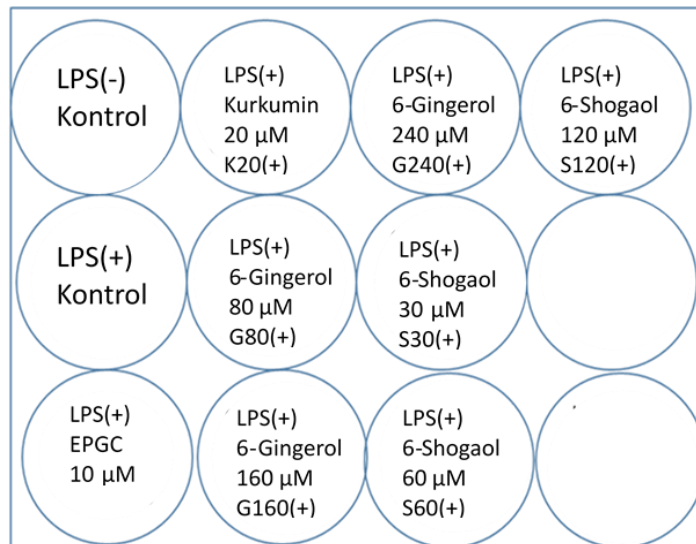 LPS(-)
Kontrol
LPS(+)
Kurkumin
20 µM
K20(+)
LPS(+)
6-Gingerol
240 µM
G240(+)
LPS(+)
6-Shogaol
120 µM
S120(+)
LPS(+)
Kontrol
LPS(+)
6-Gingerol
80 µM
G80(+)
LPS(+)
6-Shogaol
30 µM
S30(+)
LPS(+)
EPGC
10 µM
LPS(+)
6-Gingerol
160 µM
G160(+)
LPS(+)
6-Shogaol
60 µM
S60(+)